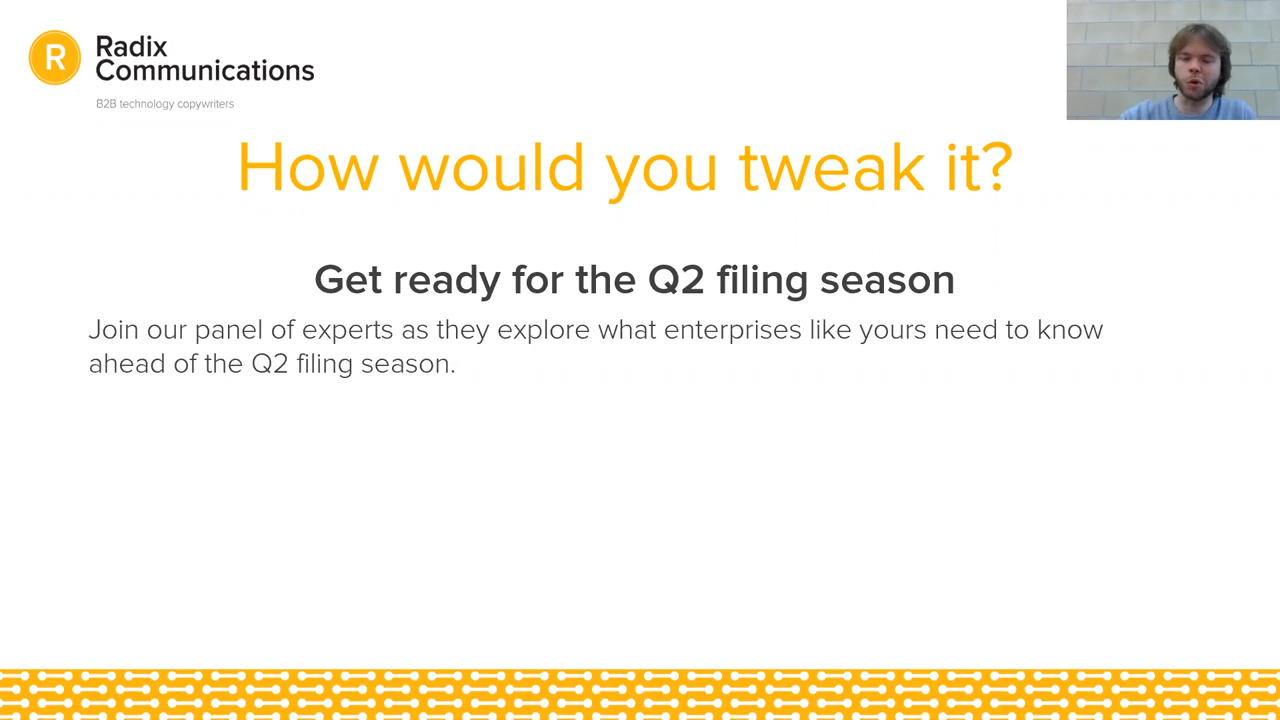 R
Radix
Communications
B2B technology copywriters
How would you tweak it?
Get ready for the Q2 filing season
Join our panel of experts as they explore what enterprises like yours need to know
ahead of the Q2 filing season.